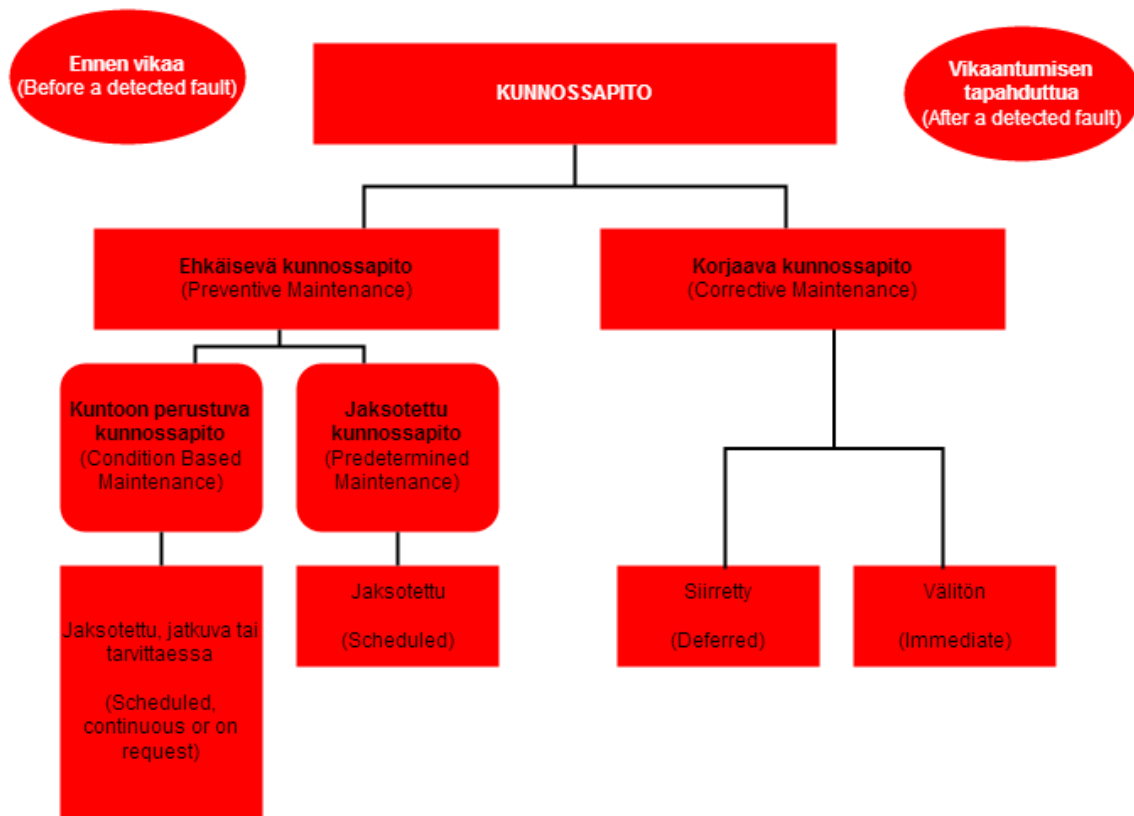 Ennen vikaa
(Before a detected fault)
KUNNOSSAPITO
Vikaantumisen
tapahduttua
(After a detected fault)
Ehkäisevä kunnossapito
(Preventive Maintenance)
Korjaava kunnossapito
(Corrective Maintenance)
Kuntoon perustuva
kunnossapito
(Condition Based
Maintenance)
Jaksotettu
kunnossapito
(Predetermined
Maintenance)
Jaksotettu, jatkuva tai
tarvittaessa
(Scheduled,
continuous or on
request)
Jaksotettu
(Scheduled)
Siirretty
(Deferred)
Välitön
(Immediate)